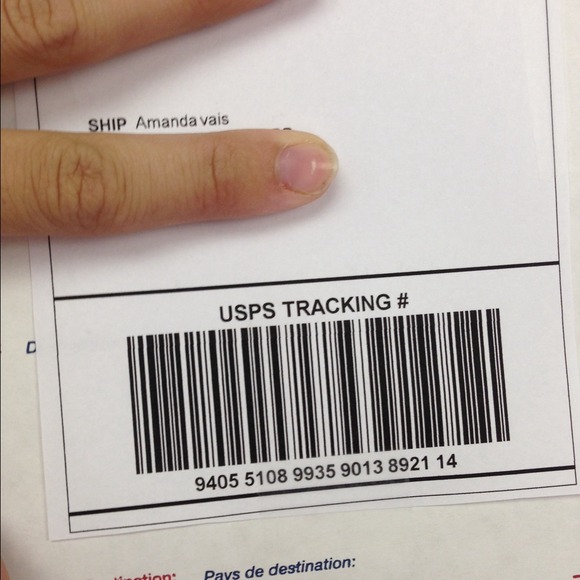 SHIP Amanda vais
USPS TRACKING #
9405 5108 9935 9013 8921 14
Pays de destination: